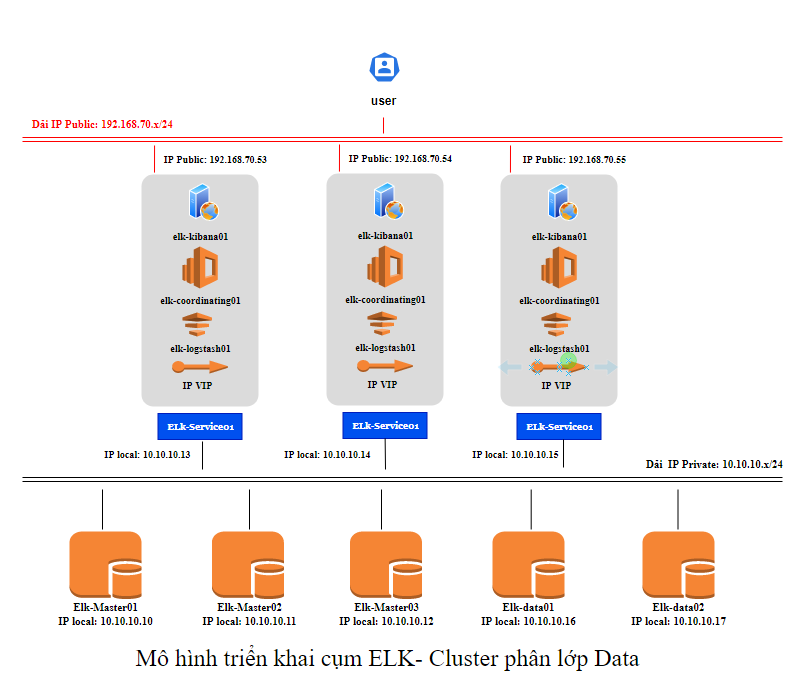 user
Dải IP Public: 192.168.70.x/24
IP Public: 192.168.70.53
IP Public: 192.168.70.54
IP Public: 192.168.70.55
elk-kibana01
elk-coordinating01
elk-logstash01
IP VIP
ELk-Service01
elk-kibana01
elk-coordinating01
elk-logstash01
IP VIP
ELk-Service01
elk-kibana01
elk-coordinating01
elk-logstash01
IP VIP
ELk-Service01
IP local: 10.10.10.13
IP local: 10.10.10.14
IP local: 10.10.10.15
Dải IP Private: 10.10.10.x/24
Elk-Master01
IP local: 10.10.10.10
Elk-Master02
IP local: 10.10.10.11
Elk-Master03
IP local: 10.10.10.12
Elk-data01
IP local: 10.10.10.16
Elk-data02
IP local: 10.10.10.17
Mô hình triển khai cụm ELK- Cluster phân lớp Data